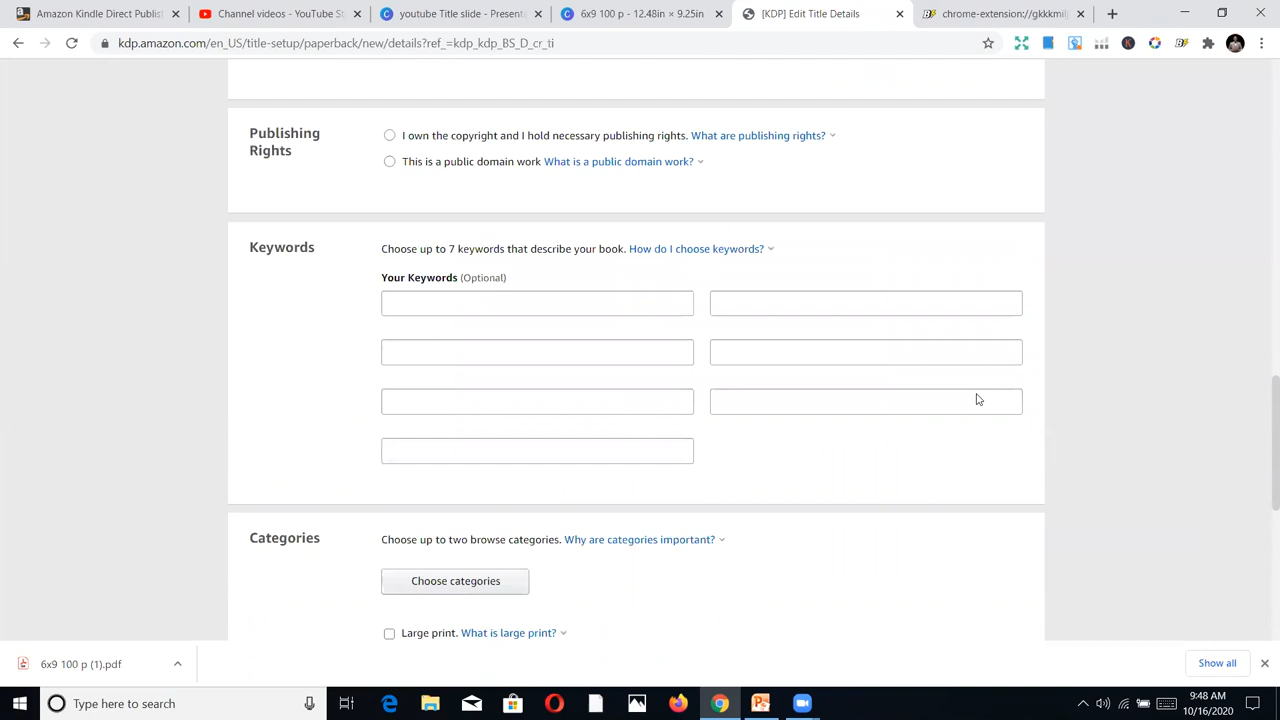 Amazon Kindle Direct Publis
Channel videos - YouTube S
youtube Title slide - Presenta
6x9 100 p - 12.48in × 9.25in
[KDP] Edit Title Details
chrome-extension://gkkkmilj
kdp.amazon.com/en_US/title-setup/paperback/new/details?ref_=kdp_kdp_BS_D_cr_ti
Publishing
Rights
I own the copyright and I hold necessary publishing rights. What are publishing rights?
This is a public domain work What is a public domain work?
Keywords
Choose up to 7 keywords that describe your book. How do I choose keywords?
Your Keywords (Optional)
Categories
Choose up to two browse categories. Why are categories important?
Choose categories
Large print. What is large print?
6x9 100 p (1).pdf
Show all
Type here to search
9:48 AM
10/16/2020